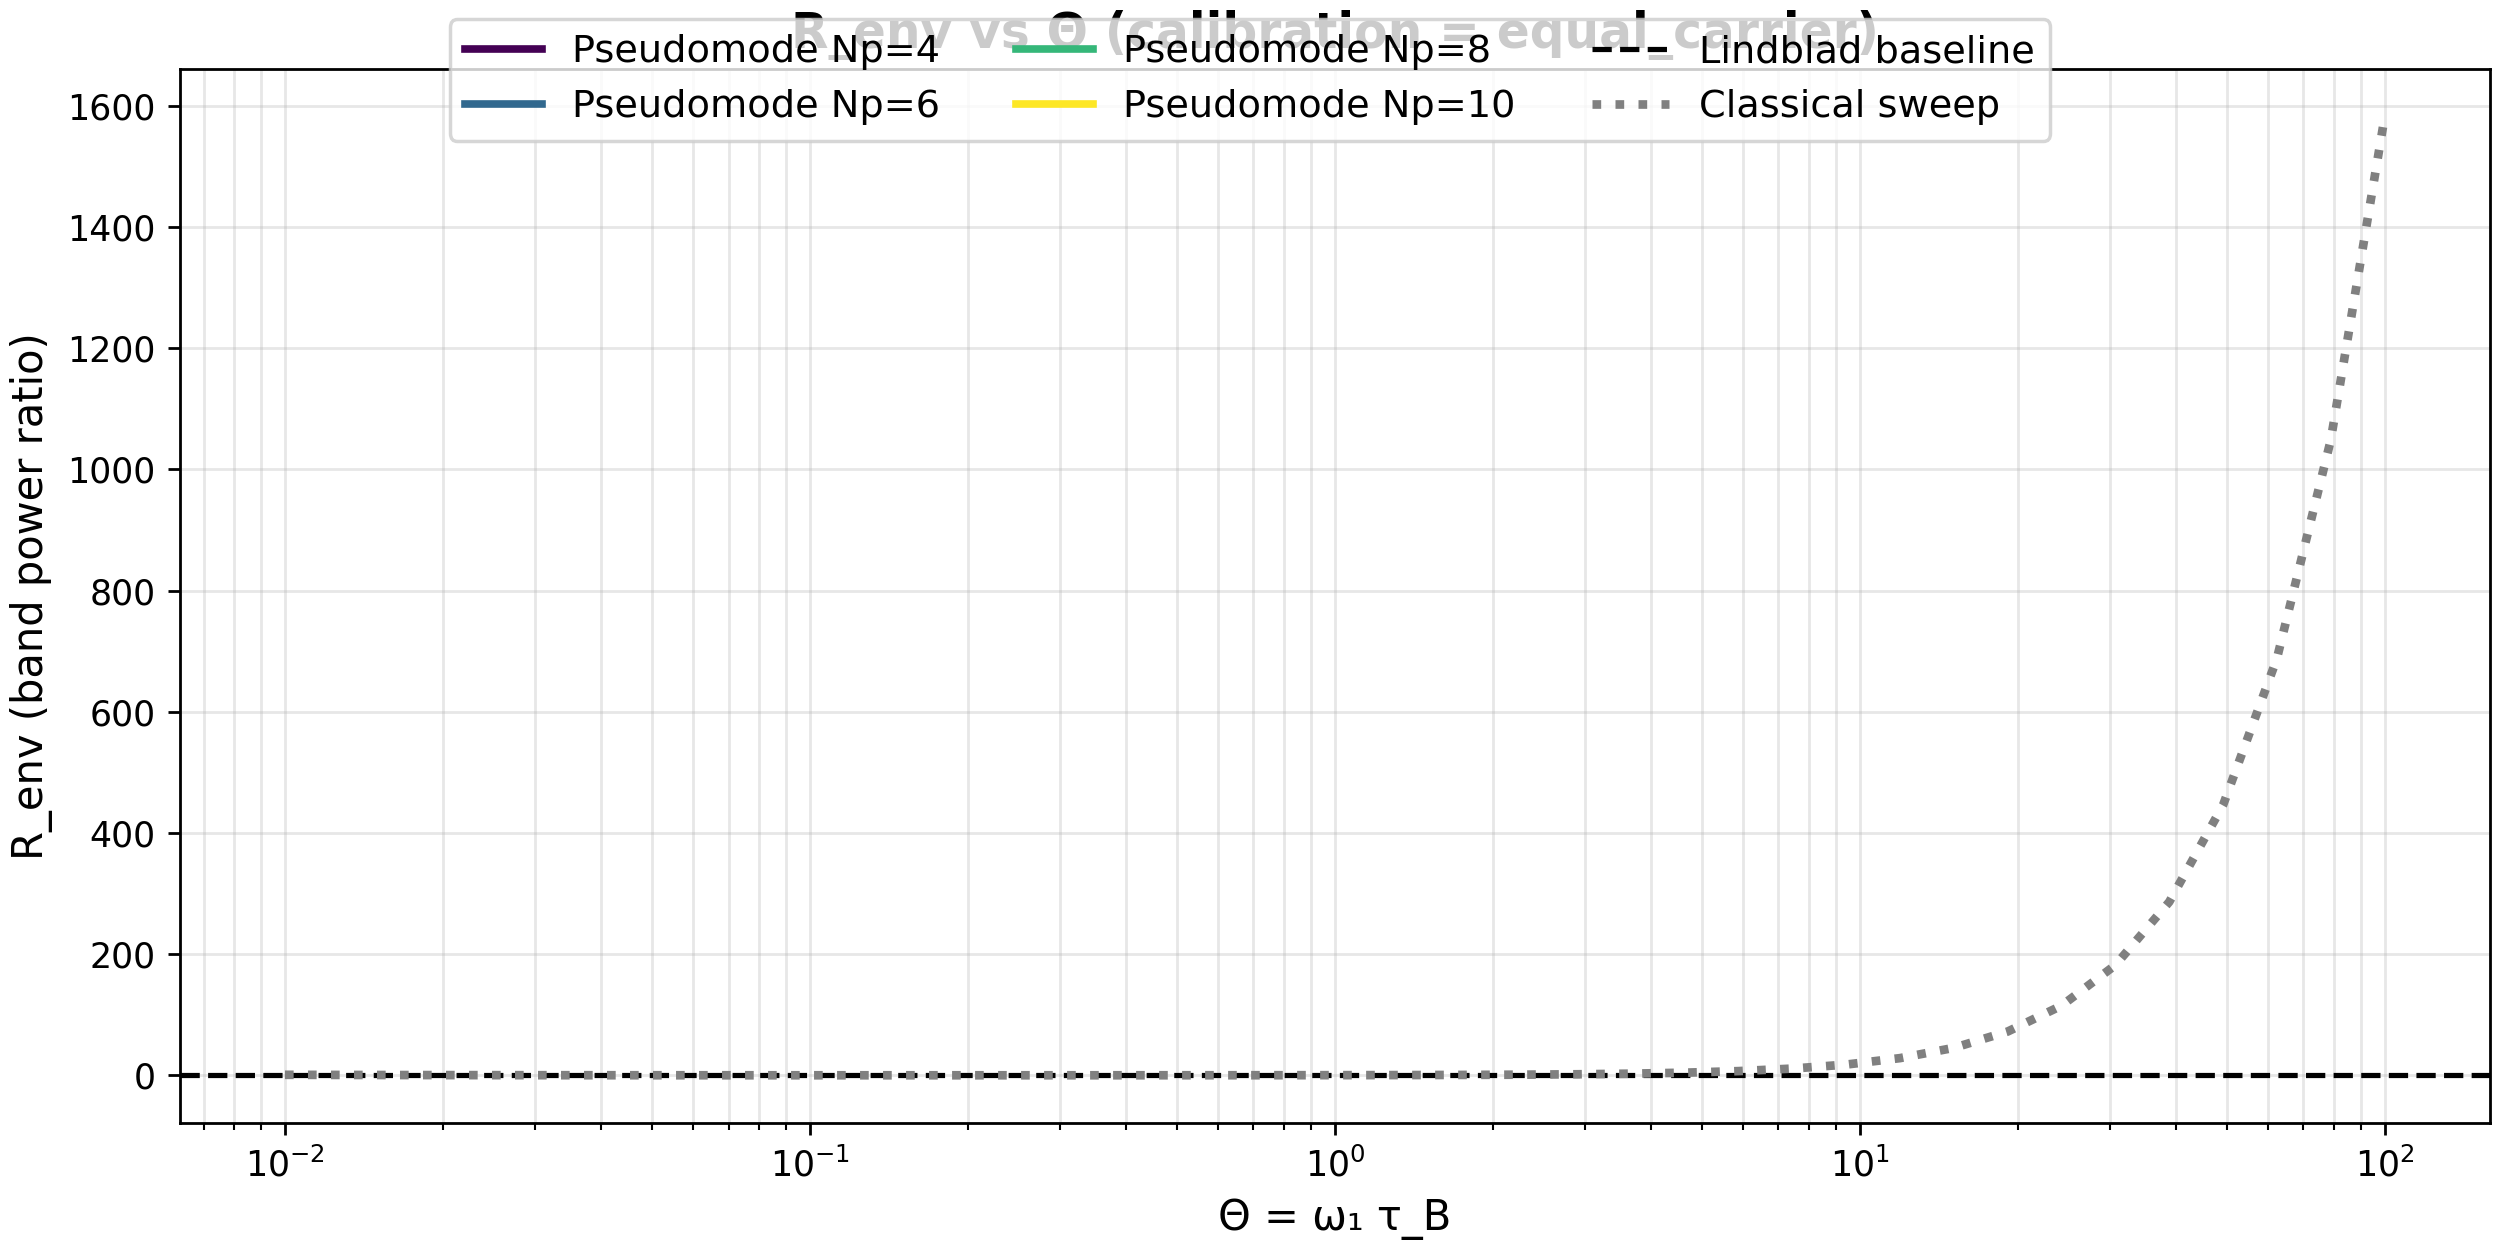 R_env vs Θ (calibration = equal_carrier)
Pseudomode Np=4
Pseudomode Np=6
Pseudomode Np=8
Pseudomode Np=10
Lindblad baseline
Classical sweep
R_env (band power ratio)
1600
1400
1200
1000
800
600
400
200
0
10⁻²
10⁻¹
10⁰
10¹
10²
Θ = ω₁ τ_B